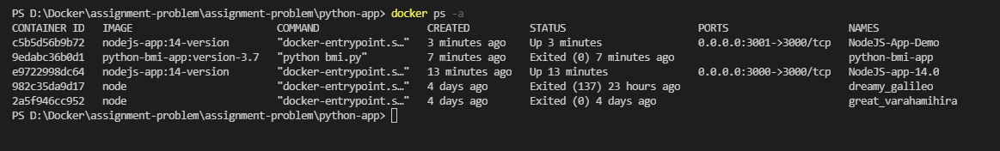 PS D:\Docker\assignment-problem\assignment-problem\python-app> docker ps -a
CONTAINER ID   IMAGE                        COMMAND                  CREATED          STATUS                      PORTS                    NAMES
c5b5d56b9b72   nodejs-app:14-version        "docker-entrypoint.s…"   3 minutes ago    Up 3 minutes                0.0.0.0:3001->3000/tcp   NodeJS-App-Demo
9edabc36b0d1   python-bmi-app:version-3.7   "python bmi.py"          7 minutes ago    Exited (0) 7 minutes ago                             python-bmi-app
e9722998dc64   nodejs-app:14-version        "docker-entrypoint.s…"   13 minutes ago   Up 13 minutes               0.0.0.0:3000->3000/tcp   NodeJS-app-14.0
982c35da9d17   node                         "docker-entrypoint.s…"   4 days ago       Exited (137) 23 hours ago                            dreamy_galileo
2a5f946cc952   node                         "docker-entrypoint.s…"   4 days ago       Exited (0) 4 days ago                                great_varahamihira
PS D:\Docker\assignment-problem\assignment-problem\python-app>